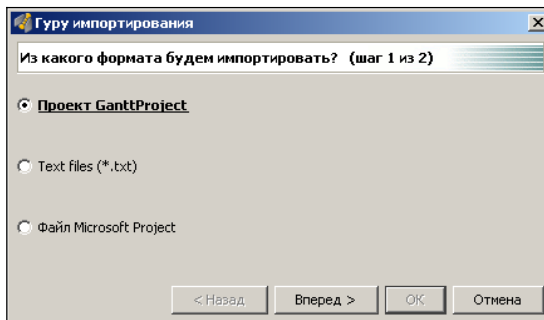 Гуру импортирования
Из какого формата будем импортировать? (шаг 1 из 2)
Проект GanttProject
Text files (*.txt)
Файл Microsoft Project
< Назад Вперед > OK Отмена